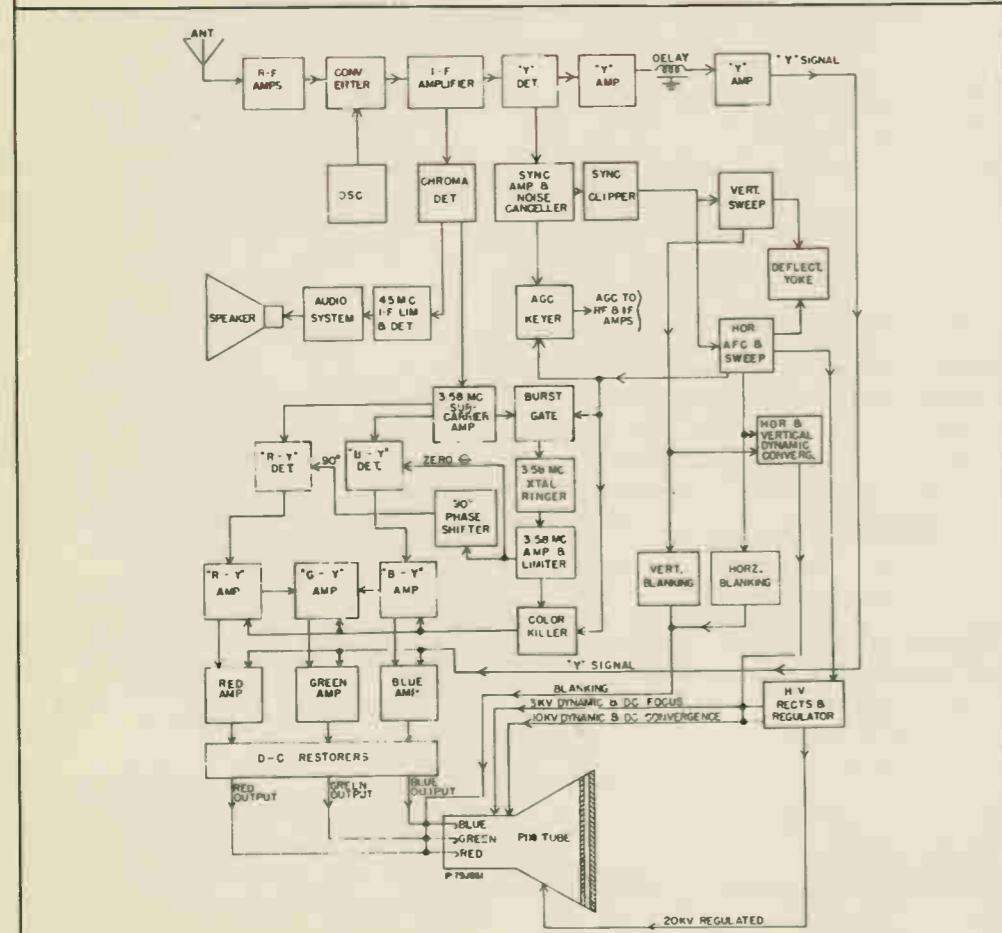 ANT
R-F
AMPS
CONV
ERTER
I-F
AMPLIFIER
"Y"
DET.
"Y"
AMP
DELAY
"Y"
AMP
"Y" SIGNAL
OSC
CHROMA
DET
SYNC
AMP &
NOISE
CANCELLER
SYNC
CLIPPER
VERT.
SWEEP
DEFLECT.
YOKE
SPEAKER
AUDIO
SYSTEM
4.5 MC
I-F LIM
& DET
AGC
KEYER
AGC TO
RF & IF
AMPS
HOR
AFC &
SWEEP
3.58 MC
SUB-
CARRIER
AMP
BURST
GATE
HOR &
VERTICAL
DYNAMIC
CONVERG.
"R-Y"
DET.
90°
"B-Y"
DET.
ZERO ⊖
3.58 MC
XTAL
RINGER
90°
PHASE
SHIFTER
3.58 MC
AMP &
LIMITER
VERT.
BLANKING
HORZ.
BLANKING
"R-Y"
AMP
"G-Y"
AMP
"B-Y"
AMP
COLOR
KILLER
"Y" SIGNAL
RED
AMP
GREEN
AMP
BLUE
AMP
BLANKING
3KV DYNAMIC & DC FOCUS
10KV DYNAMIC & DC CONVERGENCE
H V
RECTS &
REGULATOR
D-C RESTORERS
RED
OUTPUT
GREEN
OUTPUT
BLUE
OUTPUT
BLUE
GREEN
RED
PIX TUBE
P-79J861
20KV REGULATED